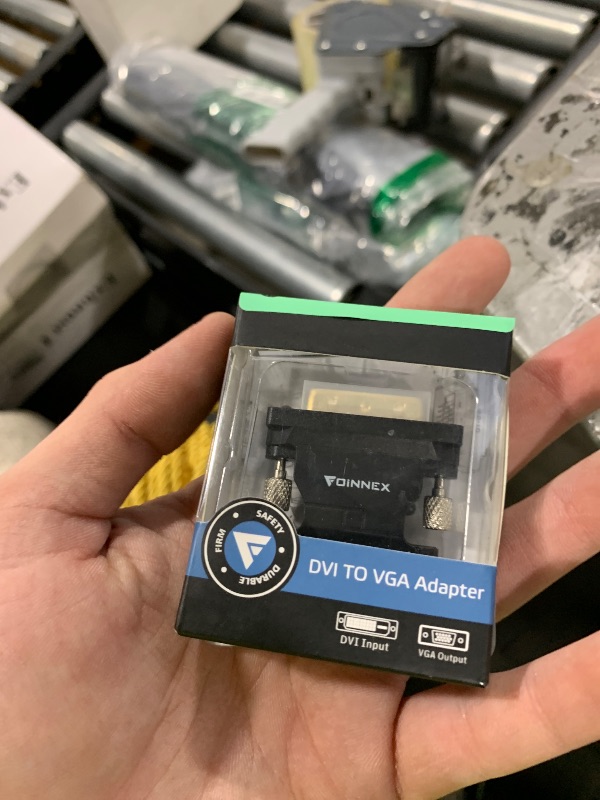 FOINNEX
FIRM
SAFETY
DURABLE
DVI TO VGA Adapter
DVI Input
VGA Output